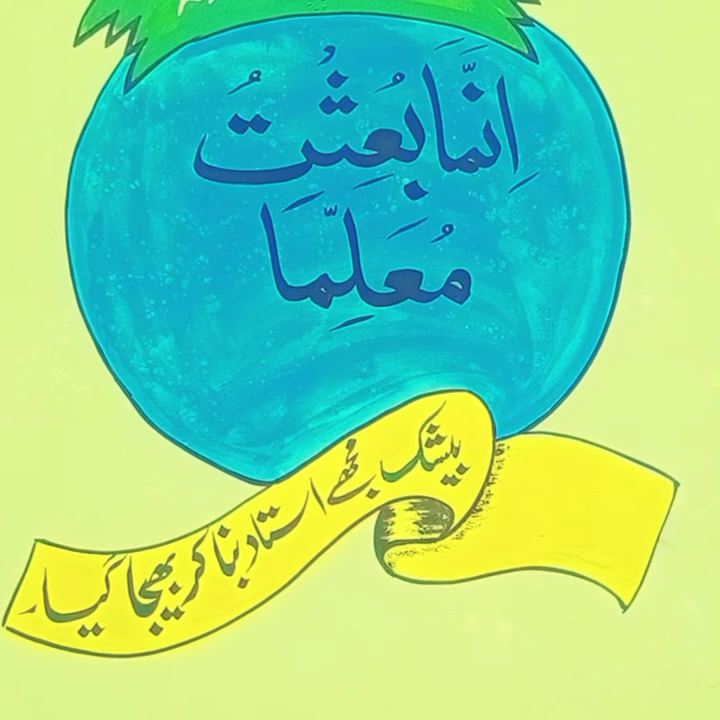 اِنَّمَا بُعِثْتُ
مُعَلِّمَا
بیشک مجھے استاد بنا کر بھیجا گیا۔